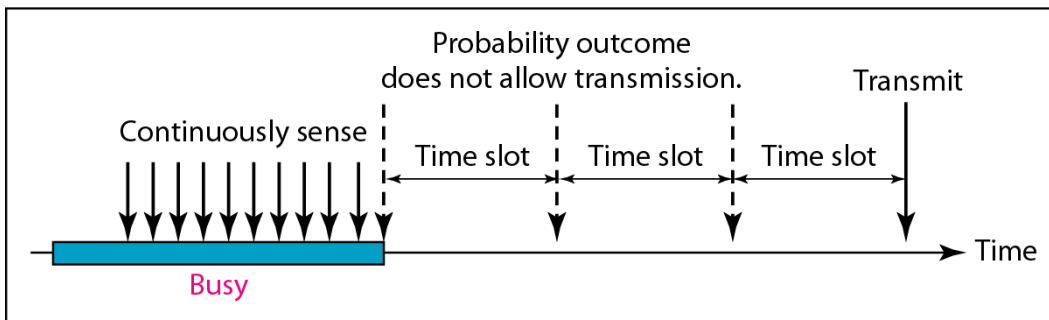 Probability outcome
does not allow transmission.
Transmit
Continuously sense
Time slot
Time slot
Time slot
Time
Busy